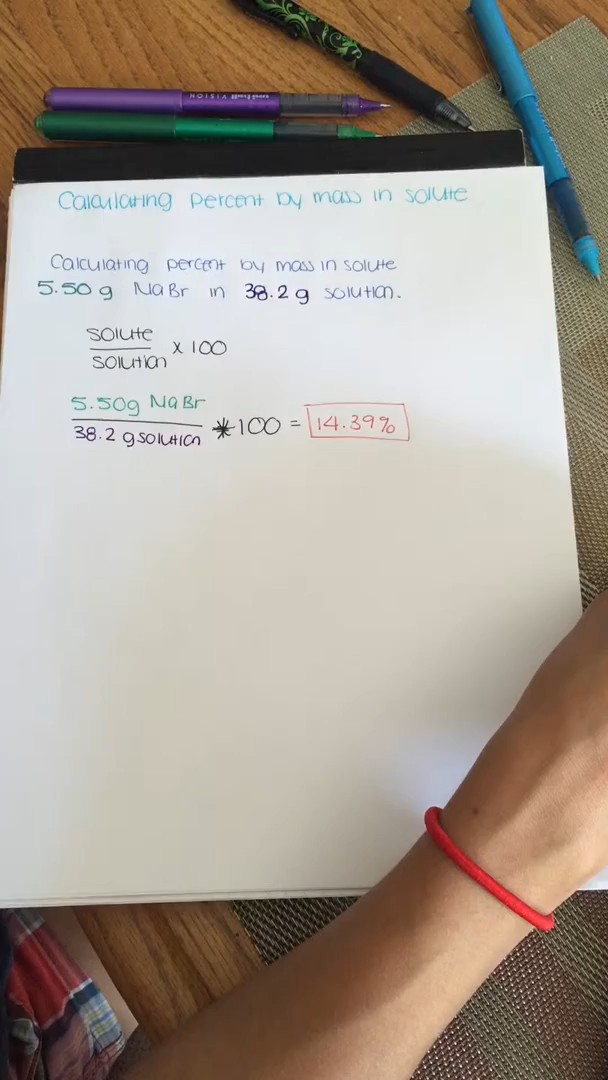 VISION
Calculating percent by mass in solute
Calculating percent by mass in solute
5.50 g NaBr in 38.2 g solution.
solute
solution × 100
5.50g NaBr
38.2 g solution * 100 = 14.39%